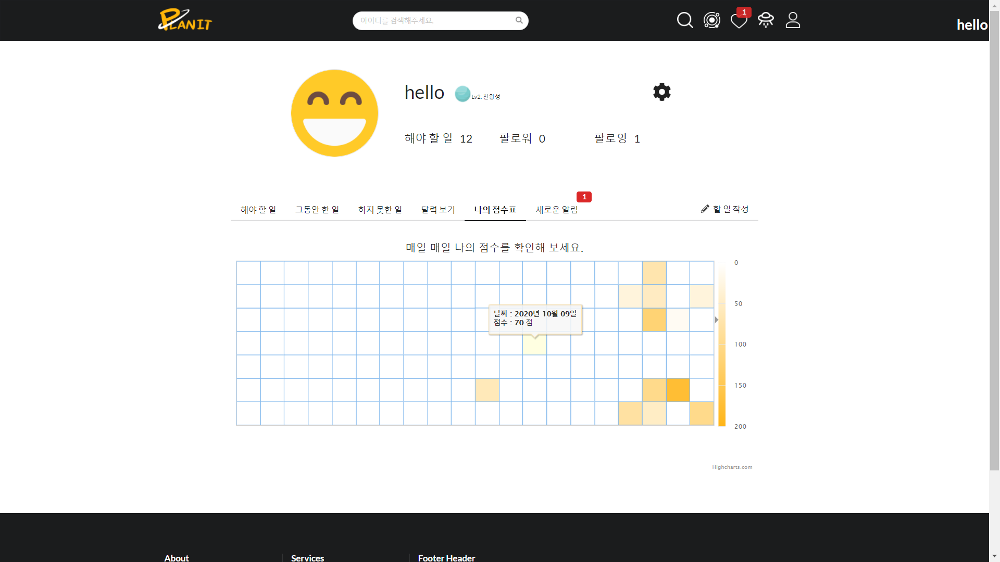 PLANIT
아이디를 검색해주세요.
1
hello
hello
Lv2. 천왕성
해야 할 일 12 팔로워 0 팔로잉 1
1
해야 할 일 그동안 한 일 하지 못한 일 달력 보기 나의 점수표 새로운 알림 할 일 작성
매일 매일 나의 점수를 확인해 보세요.
0
50
날짜 : 2020년 10월 09일
점수 : 70 점
100
150
200
Highcharts.com
About Services Footer Header